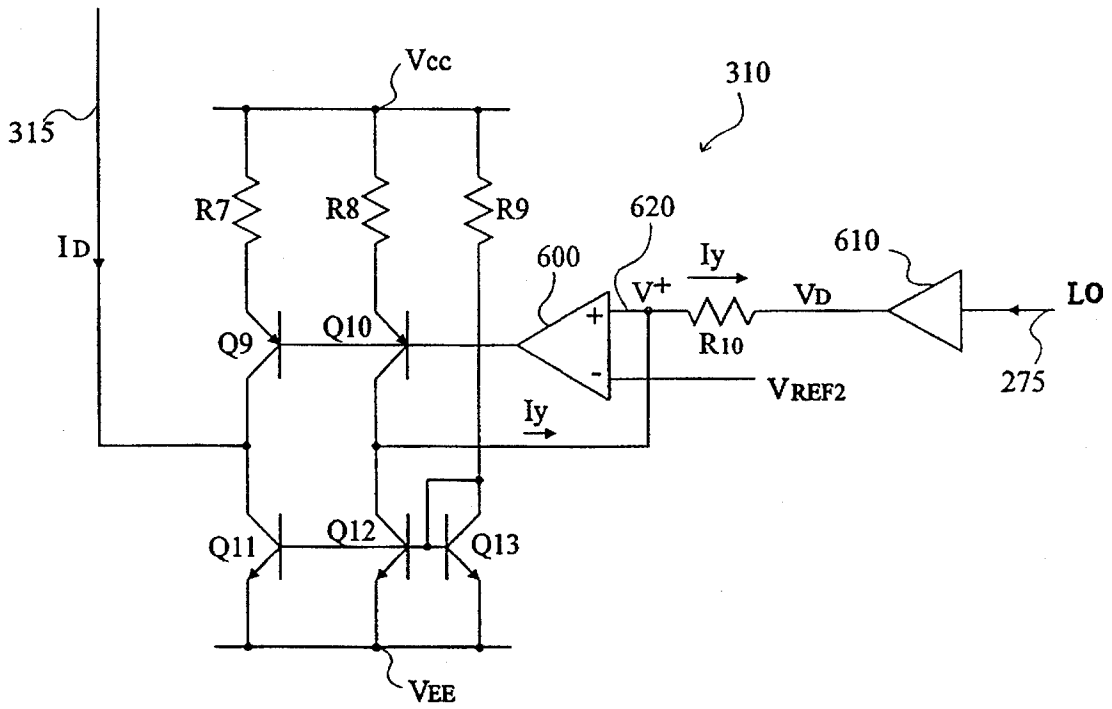 Vcc
310
315
R7
R8
R9
620
610
ID
600
Iy
V+
VD
LO
Q9
Q10
+
R10
-
VREF2
275
Iy
Q11
Q12
Q13
VEE